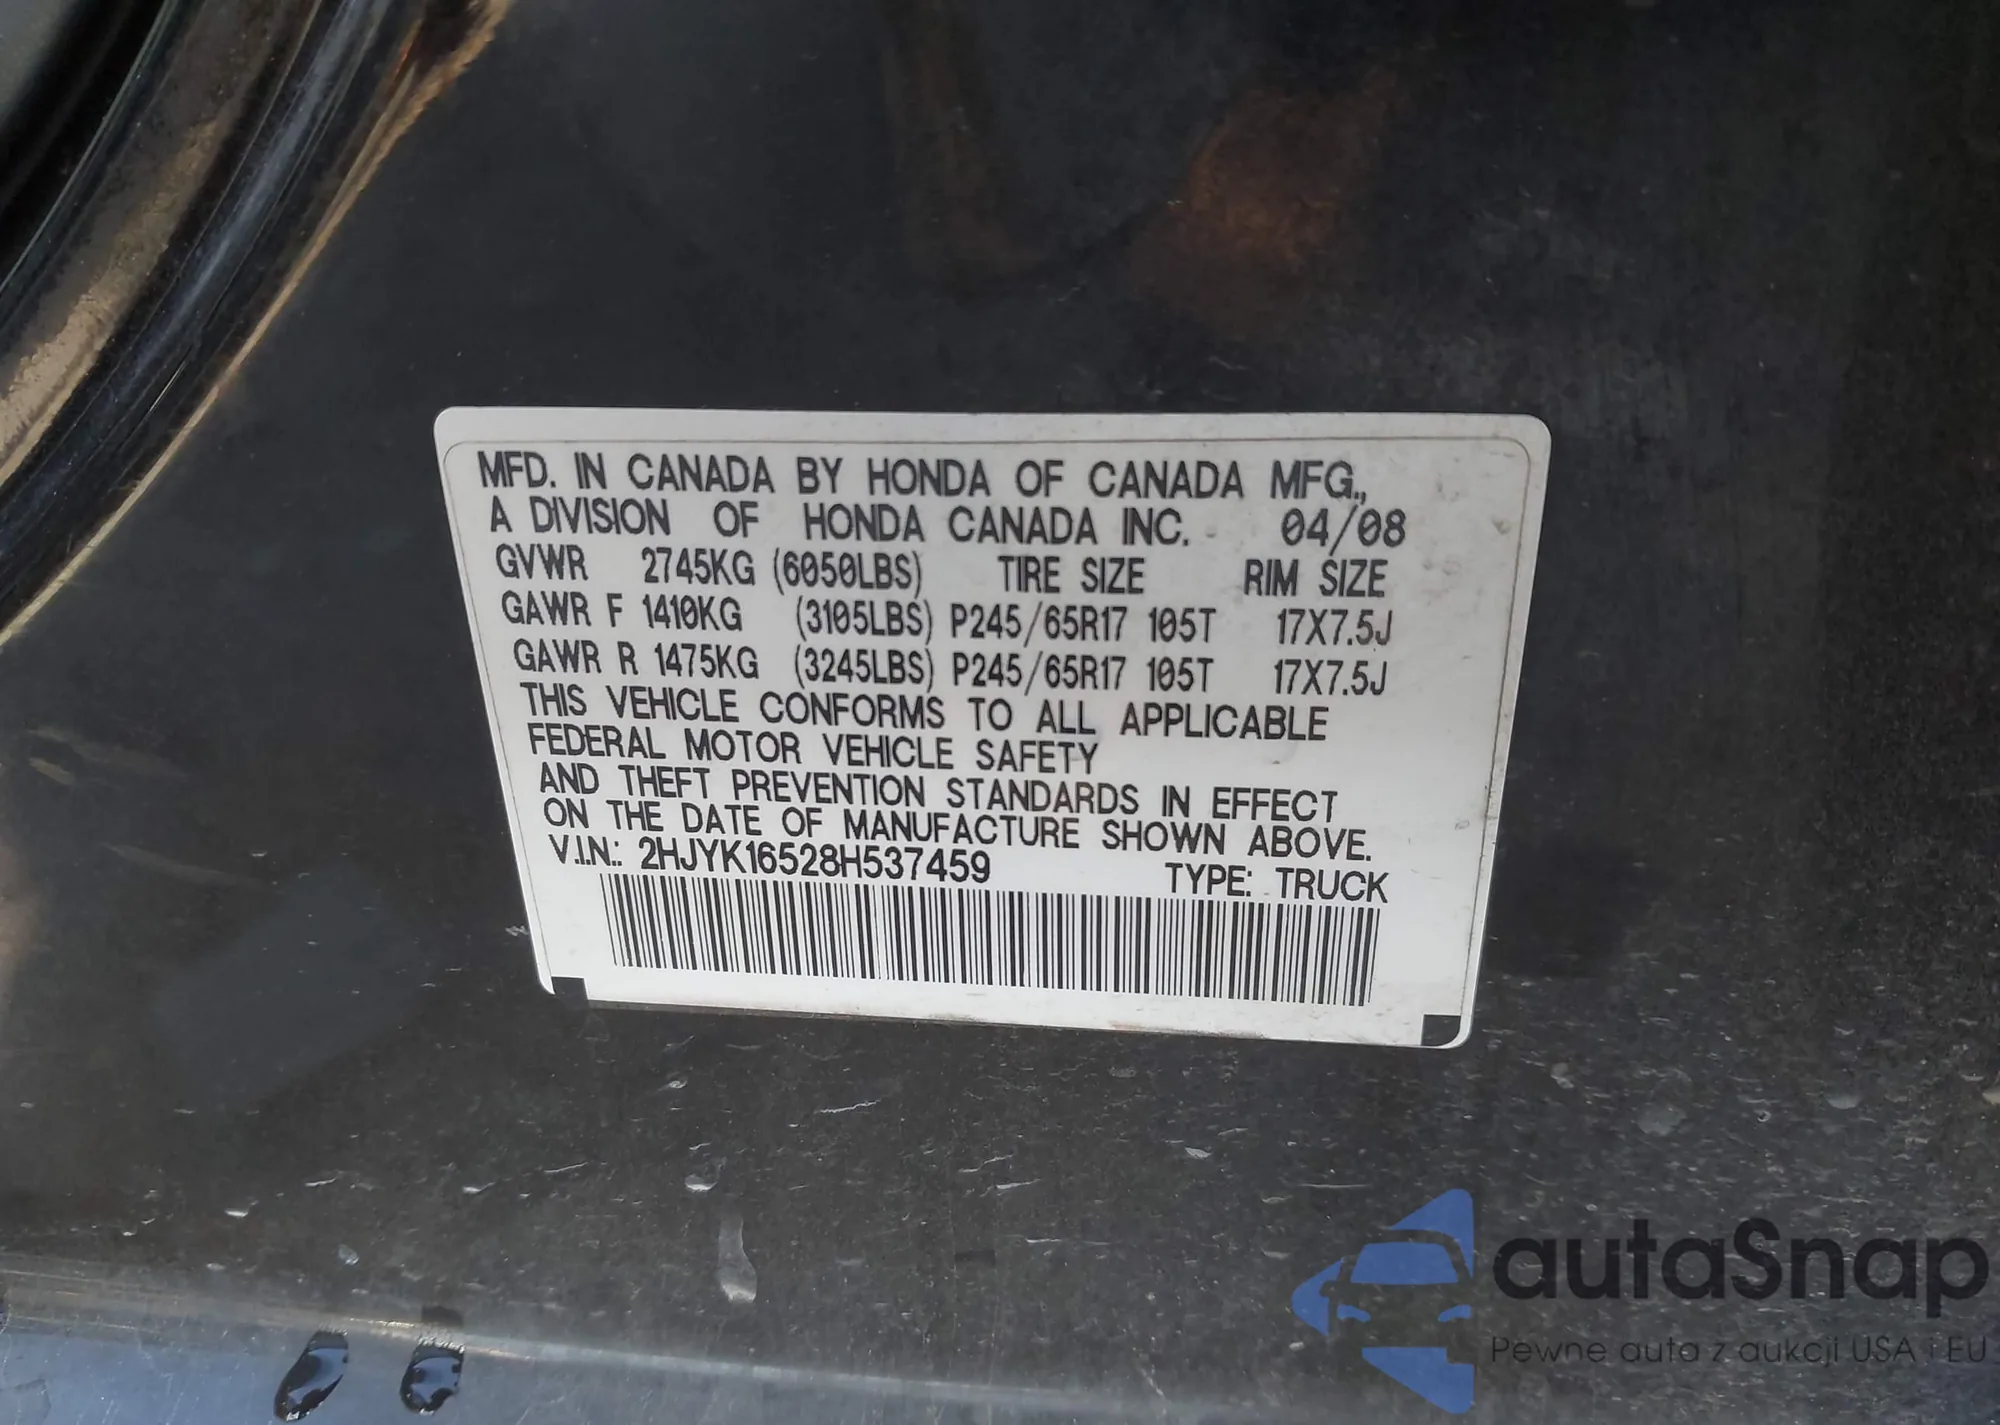 MFD. IN CANADA BY HONDA OF CANADA MFG.,
A DIVISION OF HONDA CANADA INC. 04/08
GVWR 2745KG (6050LBS) TIRE SIZE RIM SIZE
GAWR F 1410KG (3105LBS) P245/65R17 105T 17X7.5J
GAWR R 1475KG (3245LBS) P245/65R17 105T 17X7.5J
THIS VEHICLE CONFORMS TO ALL APPLICABLE
FEDERAL MOTOR VEHICLE SAFETY
AND THEFT PREVENTION STANDARDS IN EFFECT
ON THE DATE OF MANUFACTURE SHOWN ABOVE.
V.I.N.: 2HJYK16528H537459 TYPE: TRUCK
autaSnap
Pewne auta z aukcji USA i EU